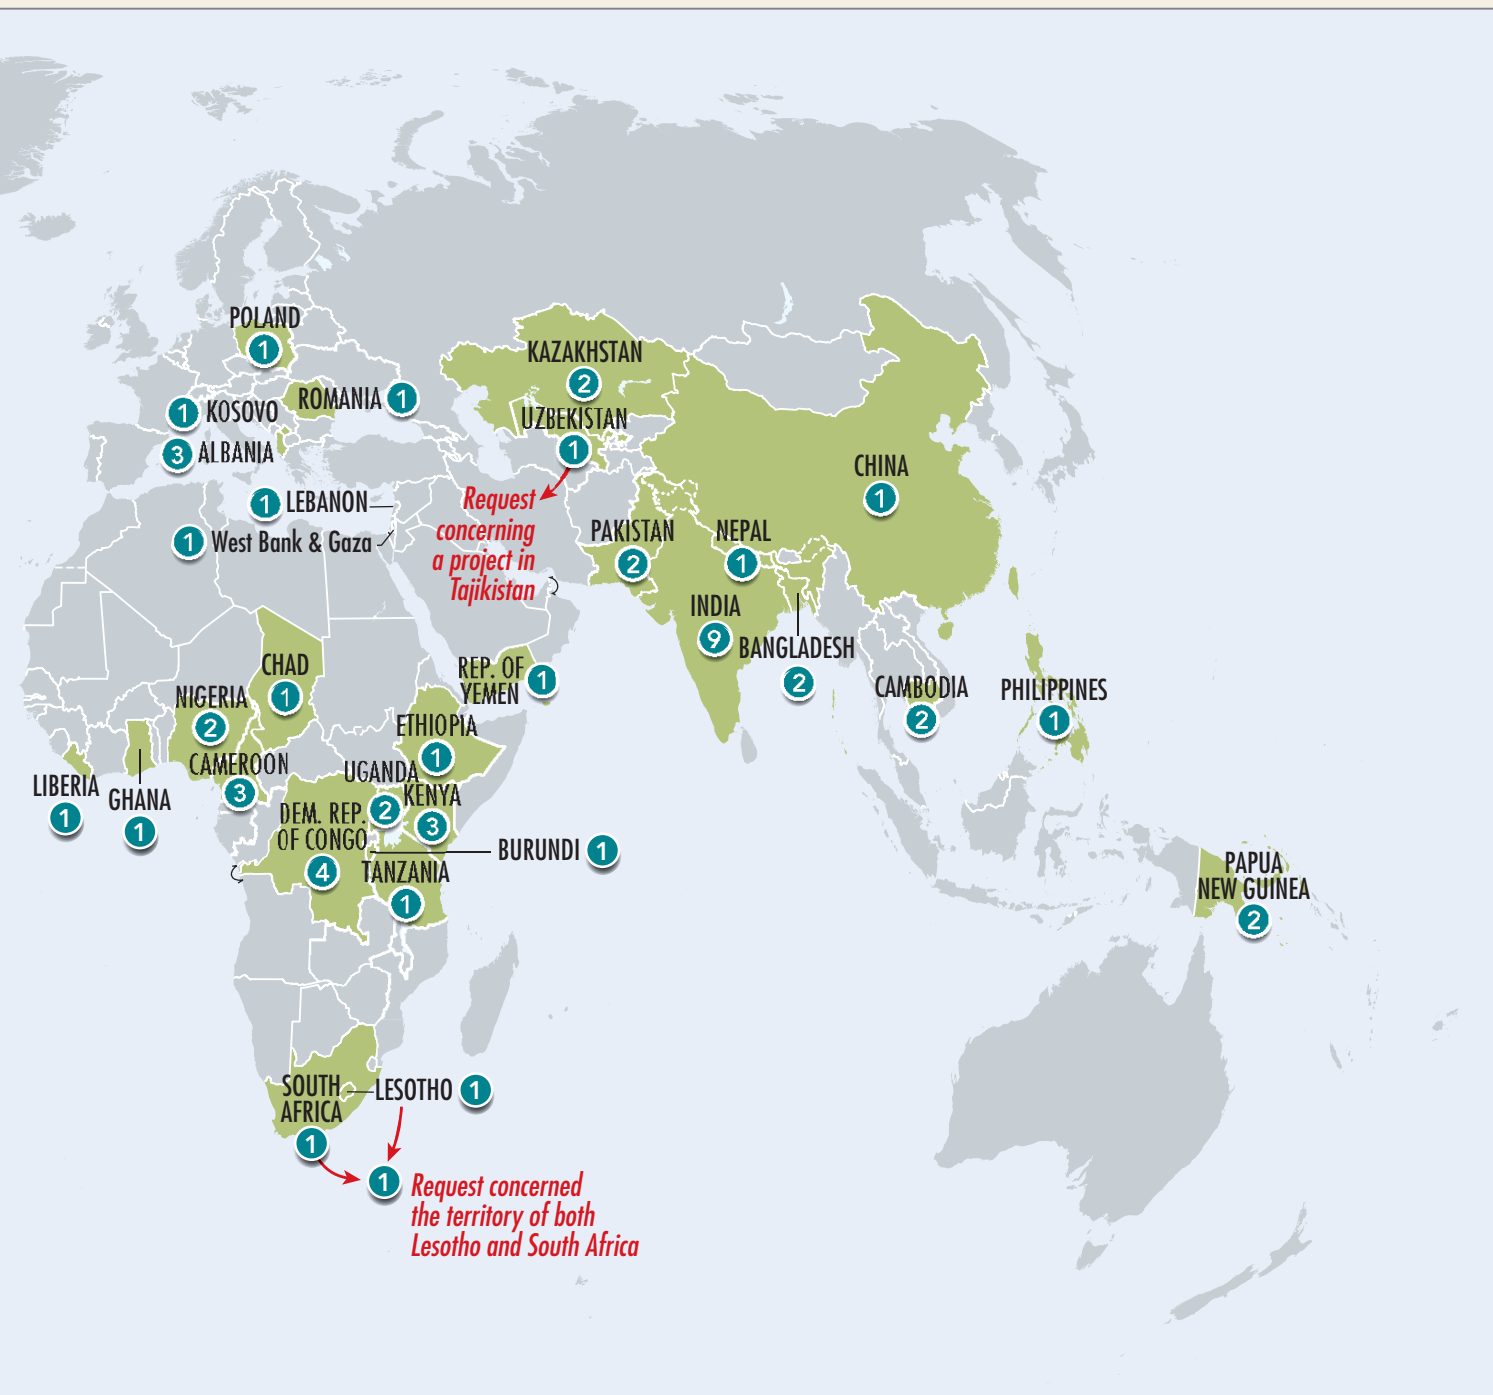 POLAND
1
KAZAKHSTAN
2
ROMANIA 1
1 KOSOVO
UZBEKISTAN
1
3 ALBANIA
CHINA
1
1 LEBANON
Request
concerning
a project in
Tajikistan
1 West Bank & Gaza
PAKISTAN
2
NEPAL
1
INDIA
9
BANGLADESH
2
CHAD
1
REP. OF
YEMEN
1
NIGERIA
2
CAMBODIA
2
PHILIPPINES
1
ETHIOPIA
1
CAMEROON
3
UGANDA
2
LIBERIA
1
GHANA
1
KENYA
3
DEM. REP.
OF CONGO
4
BURUNDI 1
TANZANIA
1
PAPUA
NEW GUINEA
2
SOUTH
AFRICA
1
LESOTHO 1
1
Request concerned
the territory of both
Lesotho and South Africa